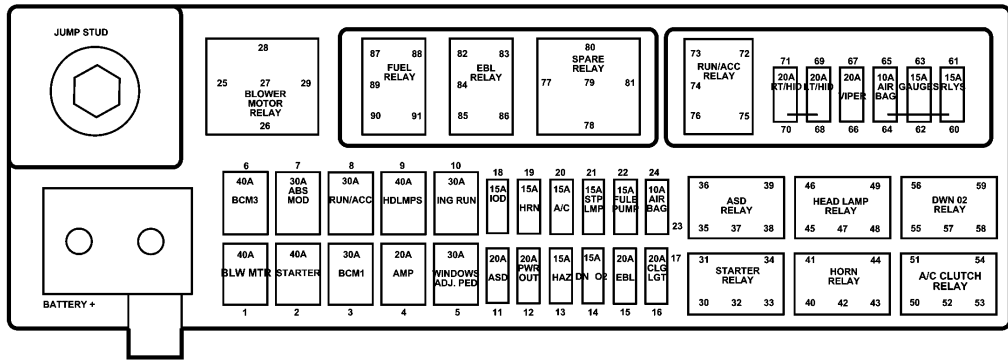 JUMP STUD
28
25 27 29
BLOWER
MOTOR
RELAY
26
87 88
FUEL
RELAY
89
90 91
82 83
EBL
RELAY
84
85 86
80
SPARE
RELAY
77 79 81
78
73 72
RUN/ACC
RELAY
74
76 75
71 69 67 65 63 61
20A
RT/HID
20A
LT/HID
20A
VIPER
10A
AIR
BAG
15A
GAUGES
15A
RLYS
70 68 66 64 62 60
6 7 8 9 10
40A
BCM3
30A
ABS
MOD
30A
RUN/ACC
40A
HDLMPS
30A
ING RUN
18 19 20 21 22 24
15A
IOD
15A
HRN
15A
A/C
15A
STP
LMP
15A
FULE
PUMP
10A
AIR
BAG
23
36 39
ASD
RELAY
35 37 38
46 49
HEAD LAMP
RELAY
45 47 48
56 59
DWN 02
RELAY
55 57 58
BATTERY +
40A
BLW MTR
40A
STARTER
30A
BCM1
20A
AMP
30A
WINDOWS
ADJ. PED
1 2 3 4 5
20A
ASD
20A
PWR
OUT
15A
HAZ
15A
DN O2
20A
EBL
20A
CLG
LGT
17
11 12 13 14 15 16
31 34
STARTER
RELAY
30 32 33
41 44
HORN
RELAY
40 42 43
51 54
A/C CLUTCH
RELAY
50 52 53